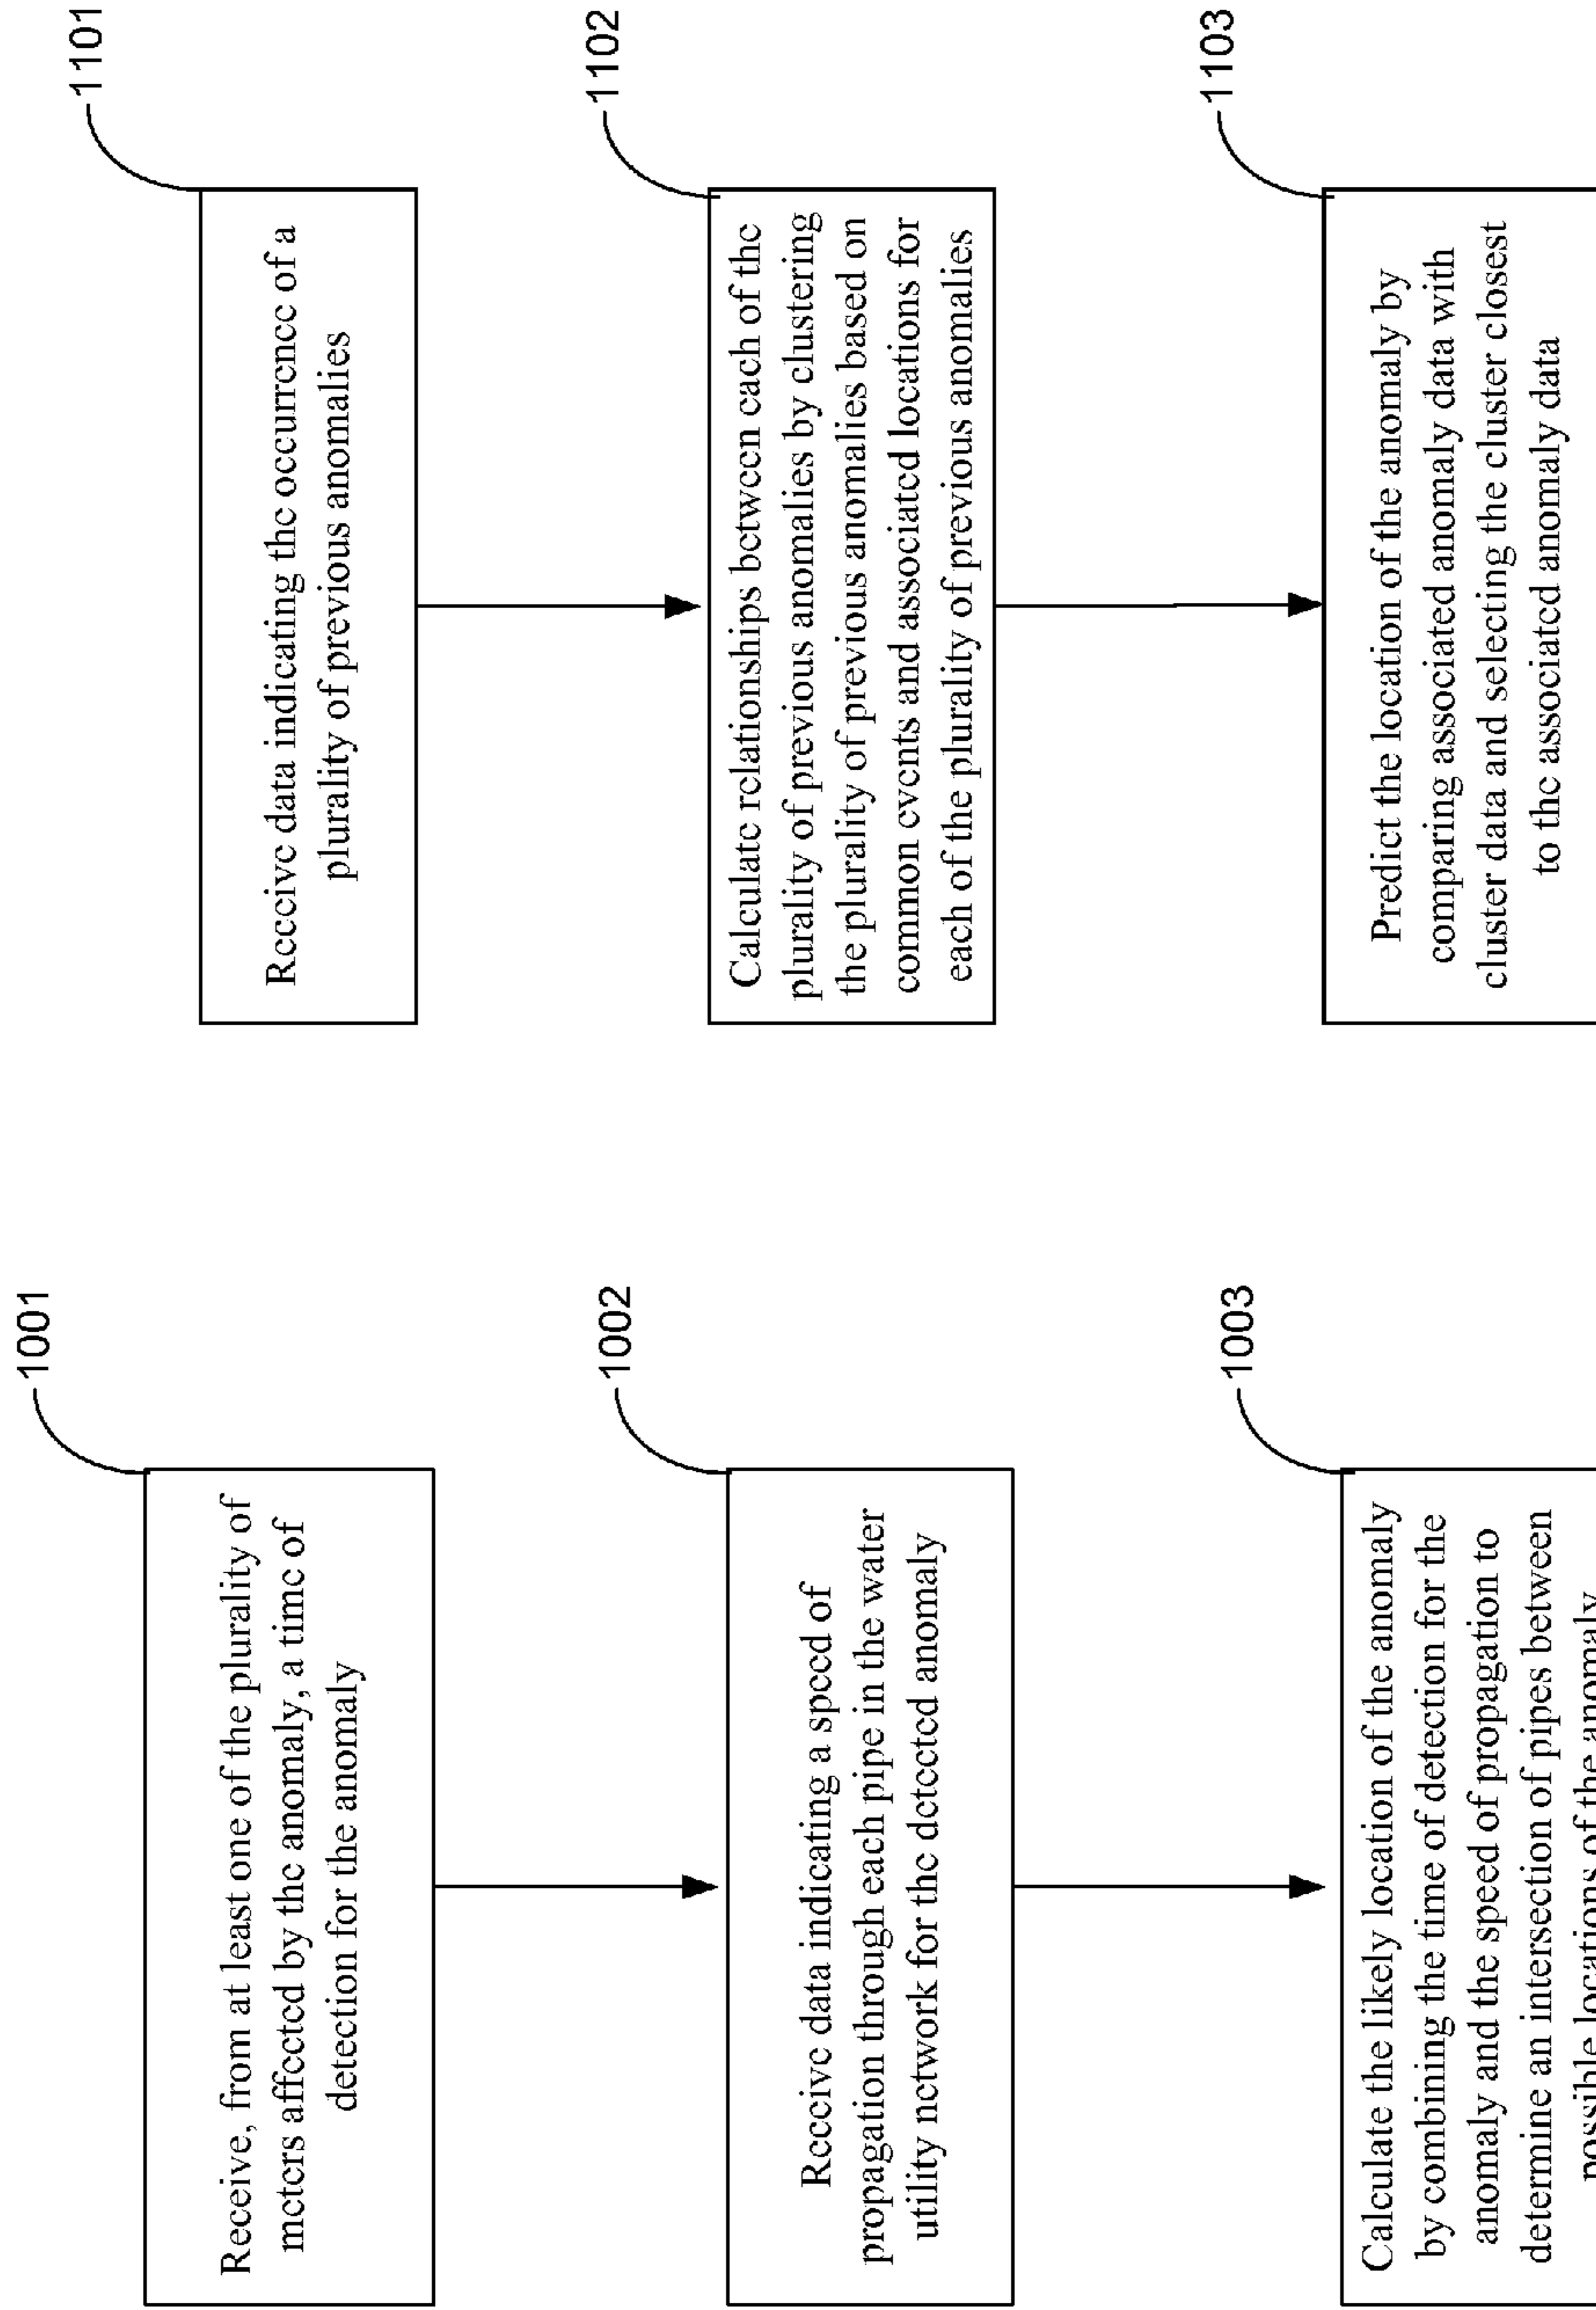 1001
Receive, from at least one of the plurality of
meters affected by the anomaly, a time of
detection for the anomaly
1002
Receive data indicating a speed of
propagation through each pipe in the water
utility network for the detected anomaly
1003
Calculate the likely location of the anomaly
by combining the time of detection for the
anomaly and the speed of propagation to
determine an intersection of pipes between
possible locations of the anomaly
1101
Receive data indicating the occurrence of a
plurality of previous anomalies
1102
Calculate relationships between each of the
plurality of previous anomalies by clustering
the plurality of previous anomalies based on
common events and associated locations for
each of the plurality of previous anomalies
1103
Predict the location of the anomaly by
comparing associated anomaly data with
cluster data and selecting the cluster closest
to the associated anomaly data